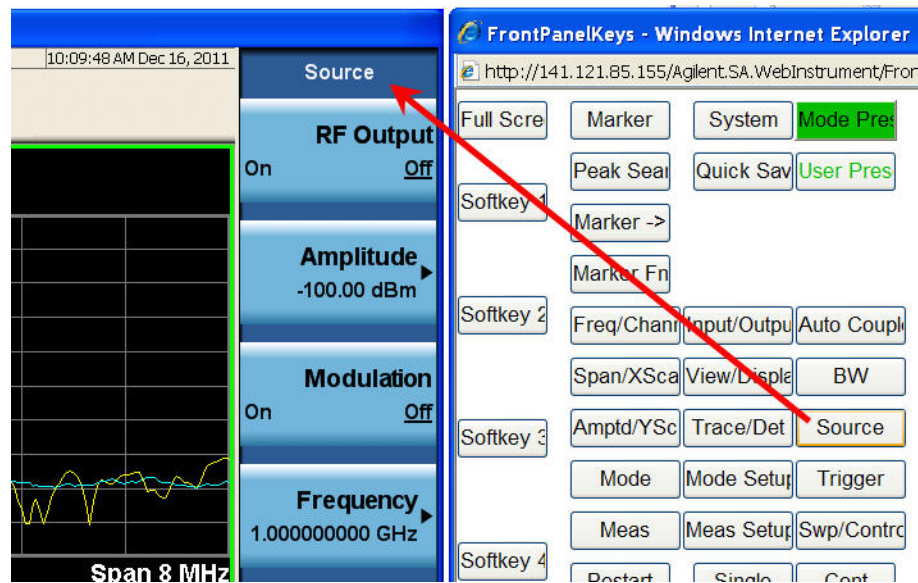 10:09:48 AM Dec 16, 2011
Source
RF Output
On Off
Amplitude
-100.00 dBm
Modulation
On Off
Frequency
1.000000000 GHz
Span 8 MHz
FrontPanelKeys - Windows Internet Explorer
http://141.121.85.155/Agilent.SA.WebInstrument/Fror
Full Scre Marker System Mode Pres
Peak Sear Quick Sav User Pres
Softkey 1
Marker ->
Marker Fn
Softkey 2
Freq/Chann Input/Outpu Auto Coupl
Span/XSca View/Displa BW
Amptd/YSc Trace/Det Source
Softkey 3
Mode Mode Setup Trigger
Meas Meas Setup Swp/Contro
Softkey 4
Restart Single Cont